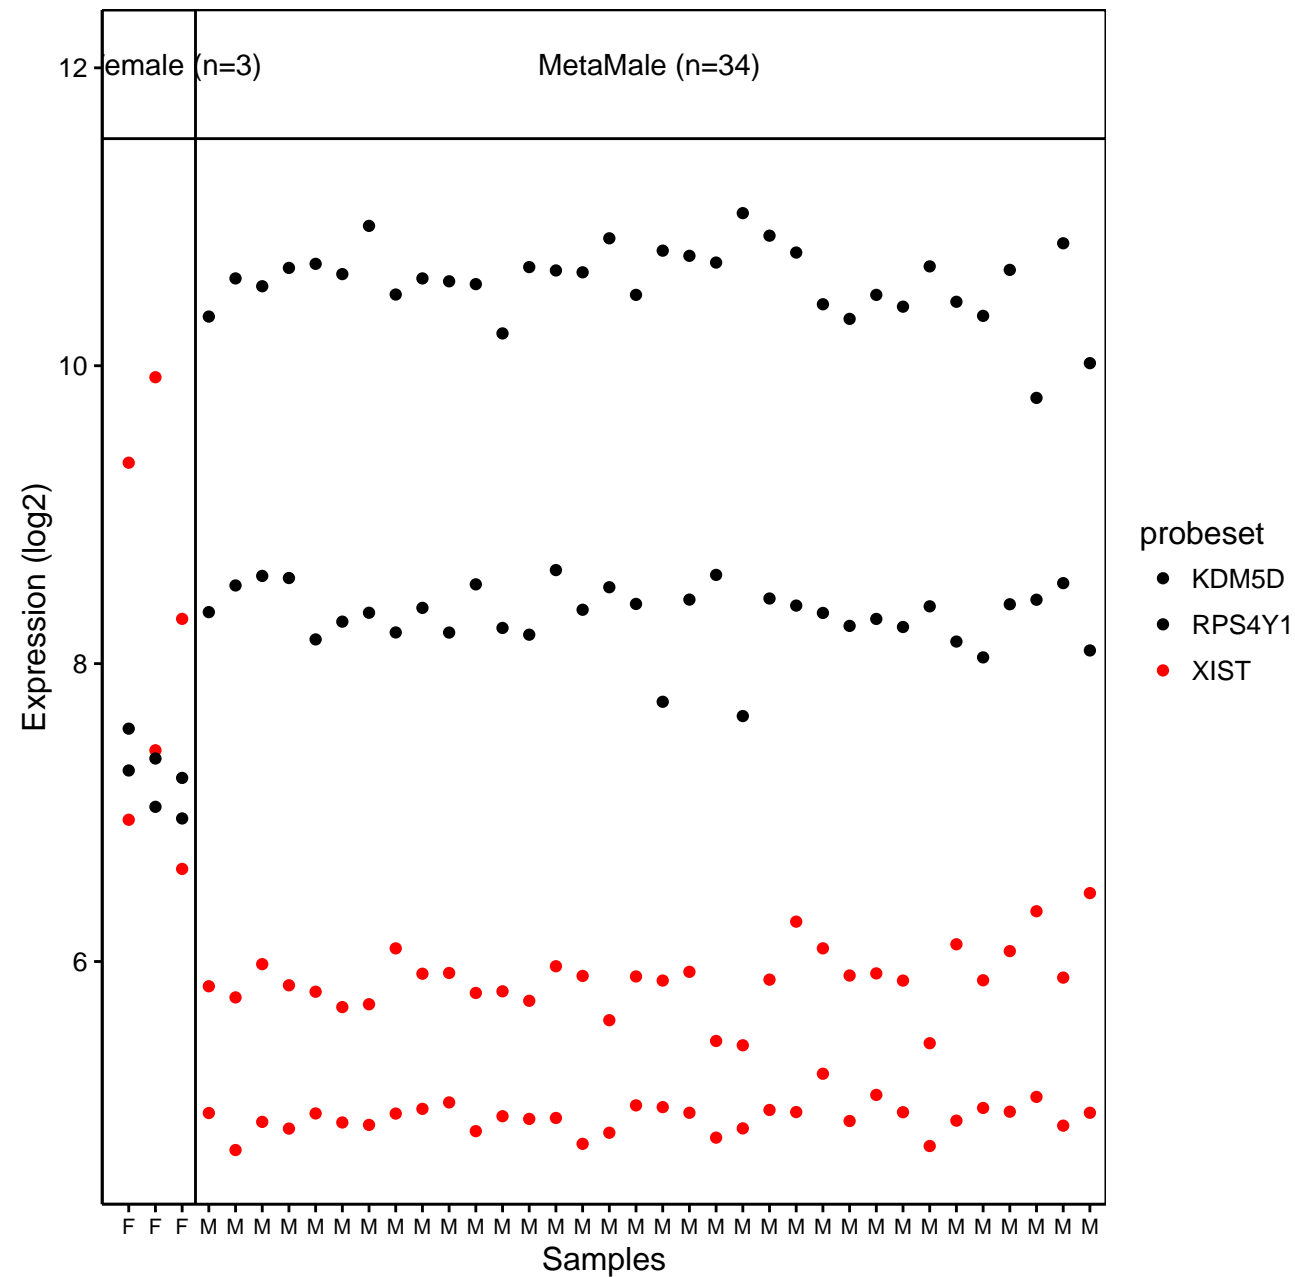 emale (n=3)
MetaMale (n=34)
12
10
8
6
Expression (log2)
F F F M M M M M M M M M M M M M M M M M M M M M M M M M M M M M M M M M M
Samples
probeset
KDM5D
RPS4Y1
XIST